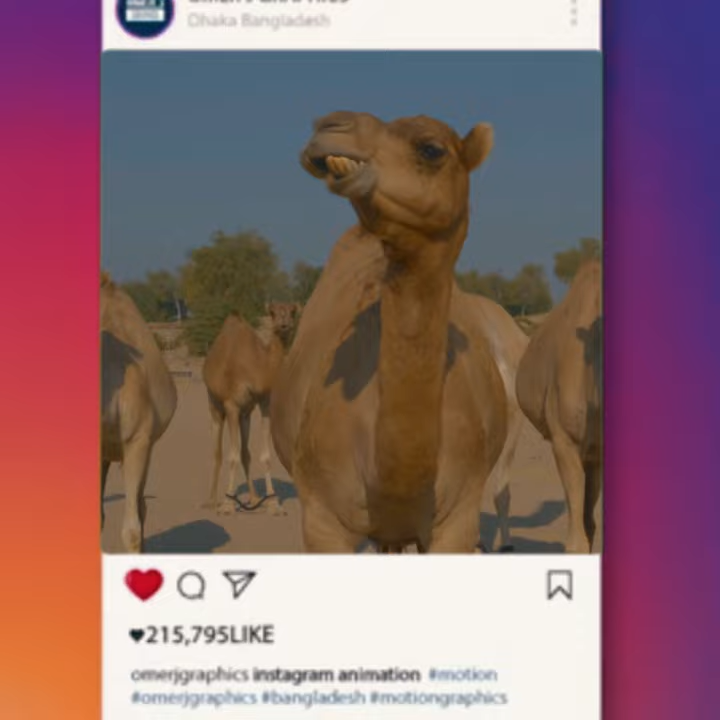 Dhaka Bangladesh
♥215,795LIKE
omerjgraphics instagram animation #motion
#omerjgraphics #bangladesh #motiongraphics